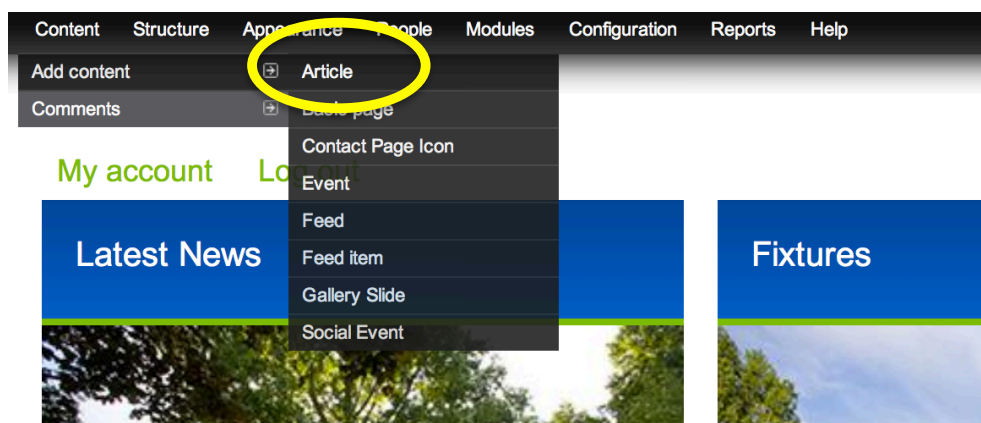 Content Structure Appearance People Modules Configuration Reports Help
Add content Article
Comments Basic page
Contact Page Icon
My account Log out
Event
Feed
Latest News Feed item Fixtures
Gallery Slide
Social Event